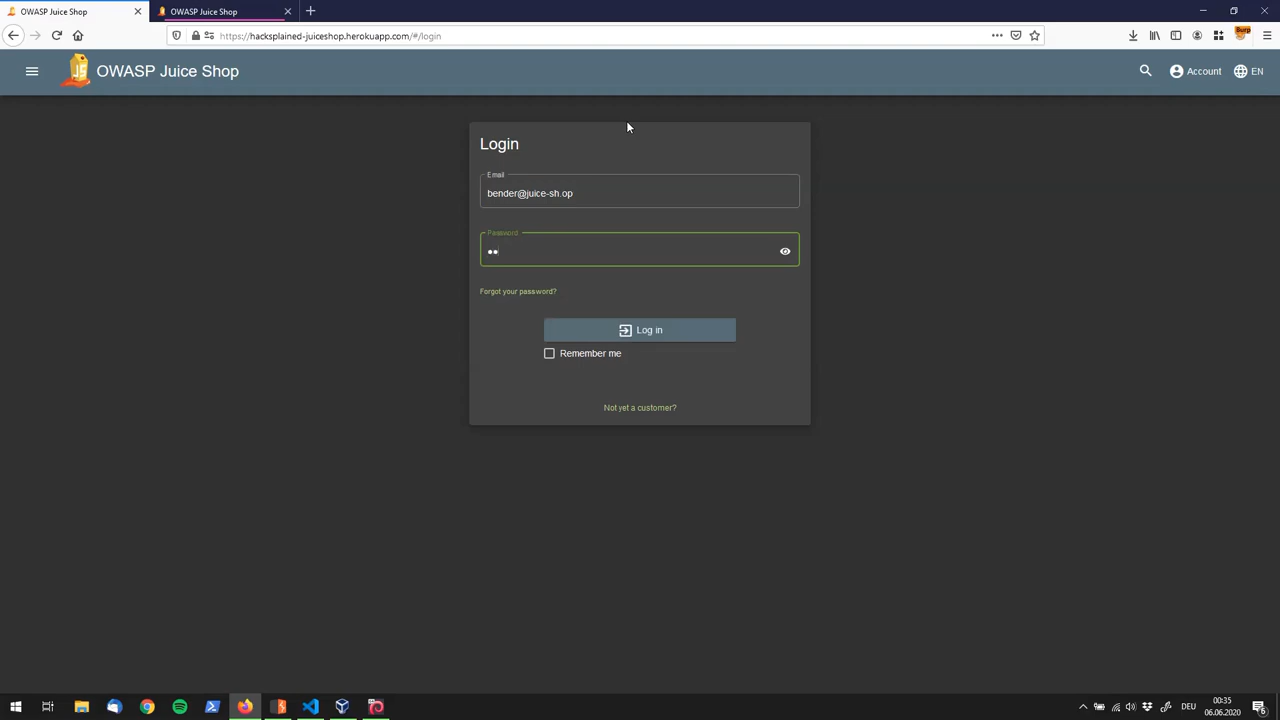 OWASP Juice Shop
OWASP Juice Shop
https://hacksplained-juiceshop.herokuapp.com/#/login
Burp
OWASP Juice Shop
Account
EN
Login
Email
bender@juice-sh.op
Password
Forgot your password?
Log in
Remember me
Not yet a customer?
DEU
00:35
06.06.2020
6